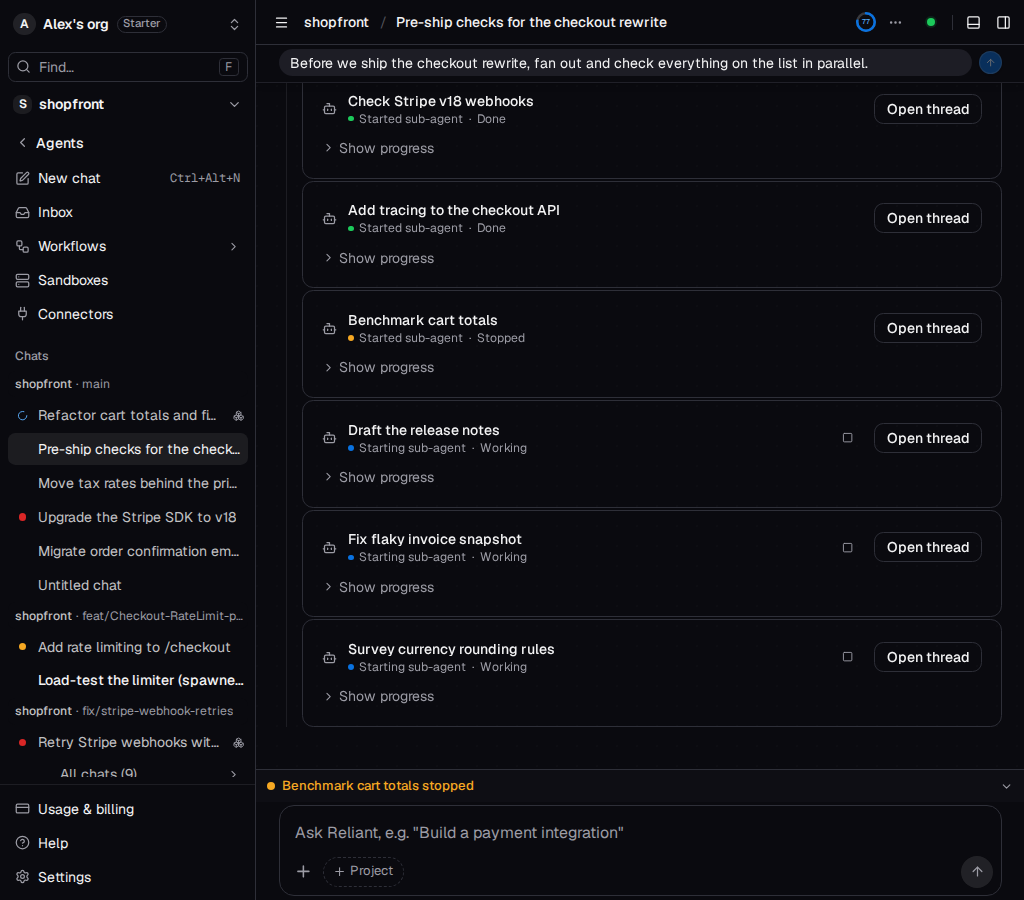 A Alex's org Starter
Find... F
S shopfront
Agents
New chat Ctrl+Alt+N
Inbox
Workflows
Sandboxes
Connectors
Chats
shopfront · main
Refactor cart totals and fi...
Pre-ship checks for the check...
Move tax rates behind the pri...
Upgrade the Stripe SDK to v18
Migrate order confirmation em...
Untitled chat
shopfront · feat/Checkout-RateLimit-p...
Add rate limiting to /checkout
Load-test the limiter (spawne...
shopfront · fix/stripe-webhook-retries
Retry Stripe webhooks wit...
All chats (9)
Usage & billing
Help
Settings
shopfront / Pre-ship checks for the checkout rewrite 77
Before we ship the checkout rewrite, fan out and check everything on the list in parallel.
Check Stripe v18 webhooks
Started sub-agent · Done
Open thread
Show progress
Add tracing to the checkout API
Started sub-agent · Done
Open thread
Show progress
Benchmark cart totals
Started sub-agent · Stopped
Open thread
Show progress
Draft the release notes
Starting sub-agent · Working
Open thread
Show progress
Fix flaky invoice snapshot
Starting sub-agent · Working
Open thread
Show progress
Survey currency rounding rules
Starting sub-agent · Working
Open thread
Show progress
Benchmark cart totals stopped
Ask Reliant, e.g. "Build a payment integration"
+ Project